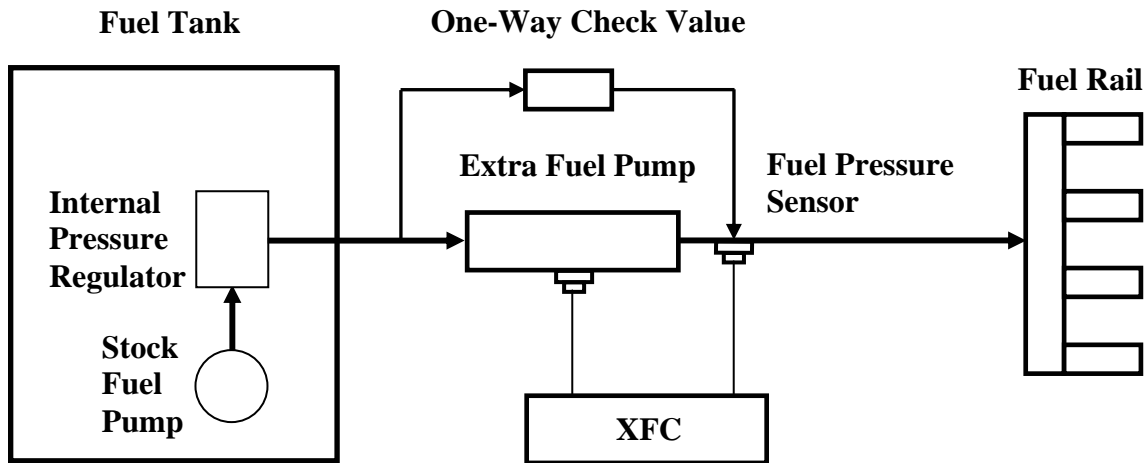 Fuel Tank
One-Way Check Value
Fuel Rail
Extra Fuel Pump
Fuel Pressure
Sensor
Internal
Pressure
Regulator
Stock
Fuel
Pump
XFC